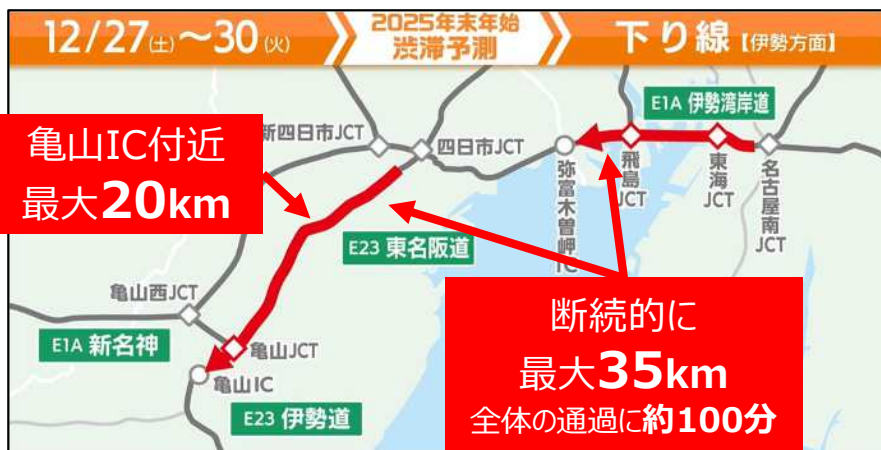 12/27(土)～30(火)
2025年末年始
渋滞予測
下り線【伊勢方面】
E1A 伊勢湾岸道
亀山IC付近
最大20km
新四日市JCT
四日市JCT
弥富木曽岬IC
飛島JCT
東海JCT
名古屋南JCT
E23 東名阪道
亀山西JCT
E1A 新名神
亀山JCT
亀山IC
E23 伊勢道
断続的に
最大35km
全体の通過に約100分